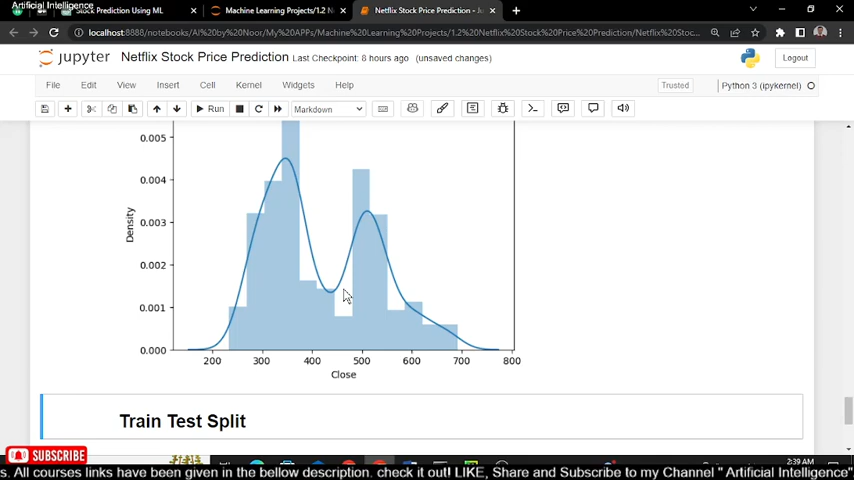 Artificial Intelligence
Stock Prediction Using ML
Machine Learning Projects/1.2 N
Netflix Stock Price Prediction - Ju
localhost:8888/notebooks/AI%20by%20Noor/My%20APPs/Machine%20Learning%20Projects/1.2%20Netflix%20Stock%20Price%20Prediction/Netflix%20Stoc...
jupyter Netflix Stock Price Prediction Last Checkpoint: 8 hours ago (unsaved changes)
Logout
File Edit View Insert Cell Kernel Widgets Help
Trusted
Python 3 (ipykernel)
Run
Markdown
0.005
0.004
0.003
0.002
0.001
0.000
Density
200 300 400 500 600 700 800
Close
Train Test Split
SUBSCRIBE
2:39 AM
s. All courses links have been given in the bellow description. check it out! LIKE, Share and Subscribe to my Channel " Artificial Intelligence"